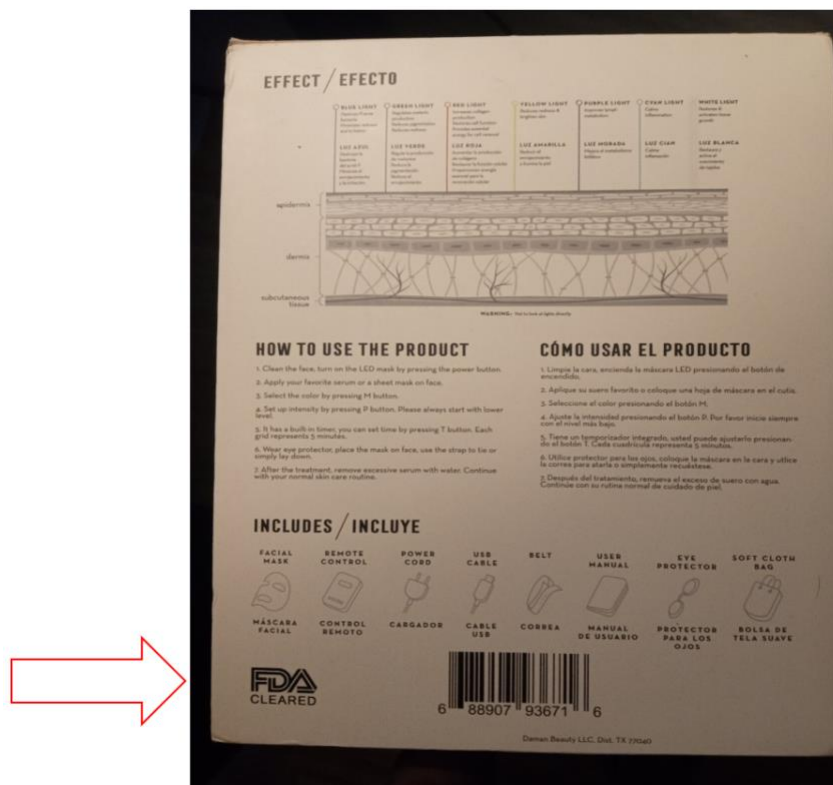 EFFECT / EFECTO
BLUE LIGHT
GREEN LIGHT
RED LIGHT
YELLOW LIGHT
PURPLE LIGHT
CYAN LIGHT
WHITE LIGHT
LUZ AZUL
LUZ VERDE
LUZ ROJA
LUZ AMARILLA
LUZ MORADA
LUZ CIAN
LUZ BLANCA
epidermis
dermis
subcutaneous
tissue
WARNING:
HOW TO USE THE PRODUCT
1. Clean the face, turn on the LED mask by pressing the power button.
2. Apply your favorite serum or a sheet mask on face.
3. Select the color by pressing M button.
4. Set up intensity by pressing P button. Please always start with lower
level.
5. It has a built-in timer, you can set time by pressing T button. Each
grid represents 5 minutes.
6. Wear eye protector, place the mask on face, use the strap to tie or
simply lay down.
7. After the treatment, remove excessive serum with water. Continue
with your normal skin care routine.
CÓMO USAR EL PRODUCTO
1. Limpie la cara, encienda la máscara LED presionando el botón de
encendido.
2. Aplique su suero favorito o coloque una hoja de máscara en el cutis.
3. Seleccione el color presionando el botón M.
4. Ajuste la intensidad presionando el botón P. Por favor inicie siempre
con el nivel más bajo.
5. Tiene un temporizador integrado, usted puede ajustarlo presionan-
do el botón T. Cada cuadrícula representa 5 minutos.
6. Utilice protector para los ojos, coloque la máscara en la cara y utilice
la correa para atarla o simplemente recuéstese.
7. Después del tratamiento, remueva el exceso de suero con agua.
Continúe con su rutina normal de cuidado de piel.
INCLUDES / INCLUYE
FACIAL
MASK
REMOTE
CONTROL
POWER
CORD
USB
CABLE
BELT
USER
MANUAL
EYE
PROTECTOR
SOFT CLOTH
BAG
MÁSCARA
FACIAL
CONTROL
REMOTO
CARGADOR
CABLE
USB
CORREA
MANUAL
DE USUARIO
PROTECTOR
PARA LOS
OJOS
BOLSA DE
TELA SUAVE
FDA
CLEARED
6 88907 93671 6
Daman Beauty LLC. Dist. TX 77040